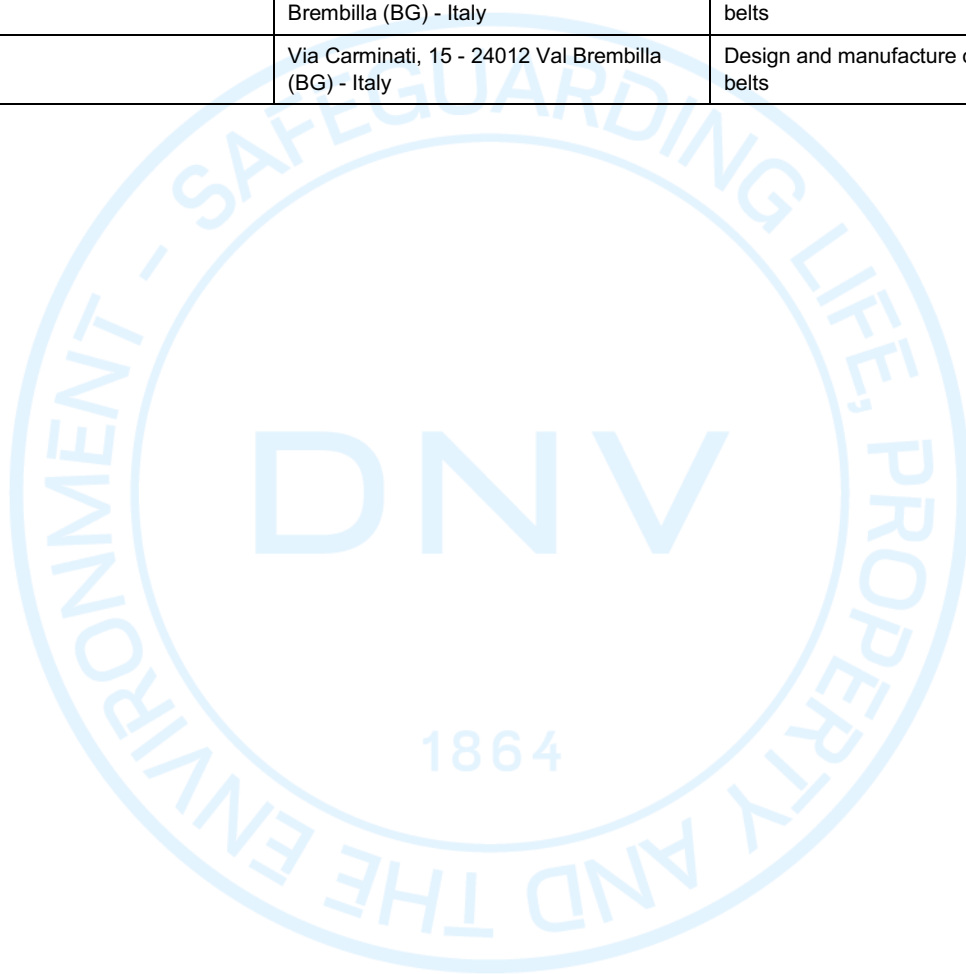 Brembilla (BG) - Italy
belts
Via Carminati, 15 - 24012 Val Brembilla
(BG) - Italy
Design and manufacture
belts
SAFEGUARDING LIFE, PROPERTY AND THE ENVIRONMENT -
DNV
1864